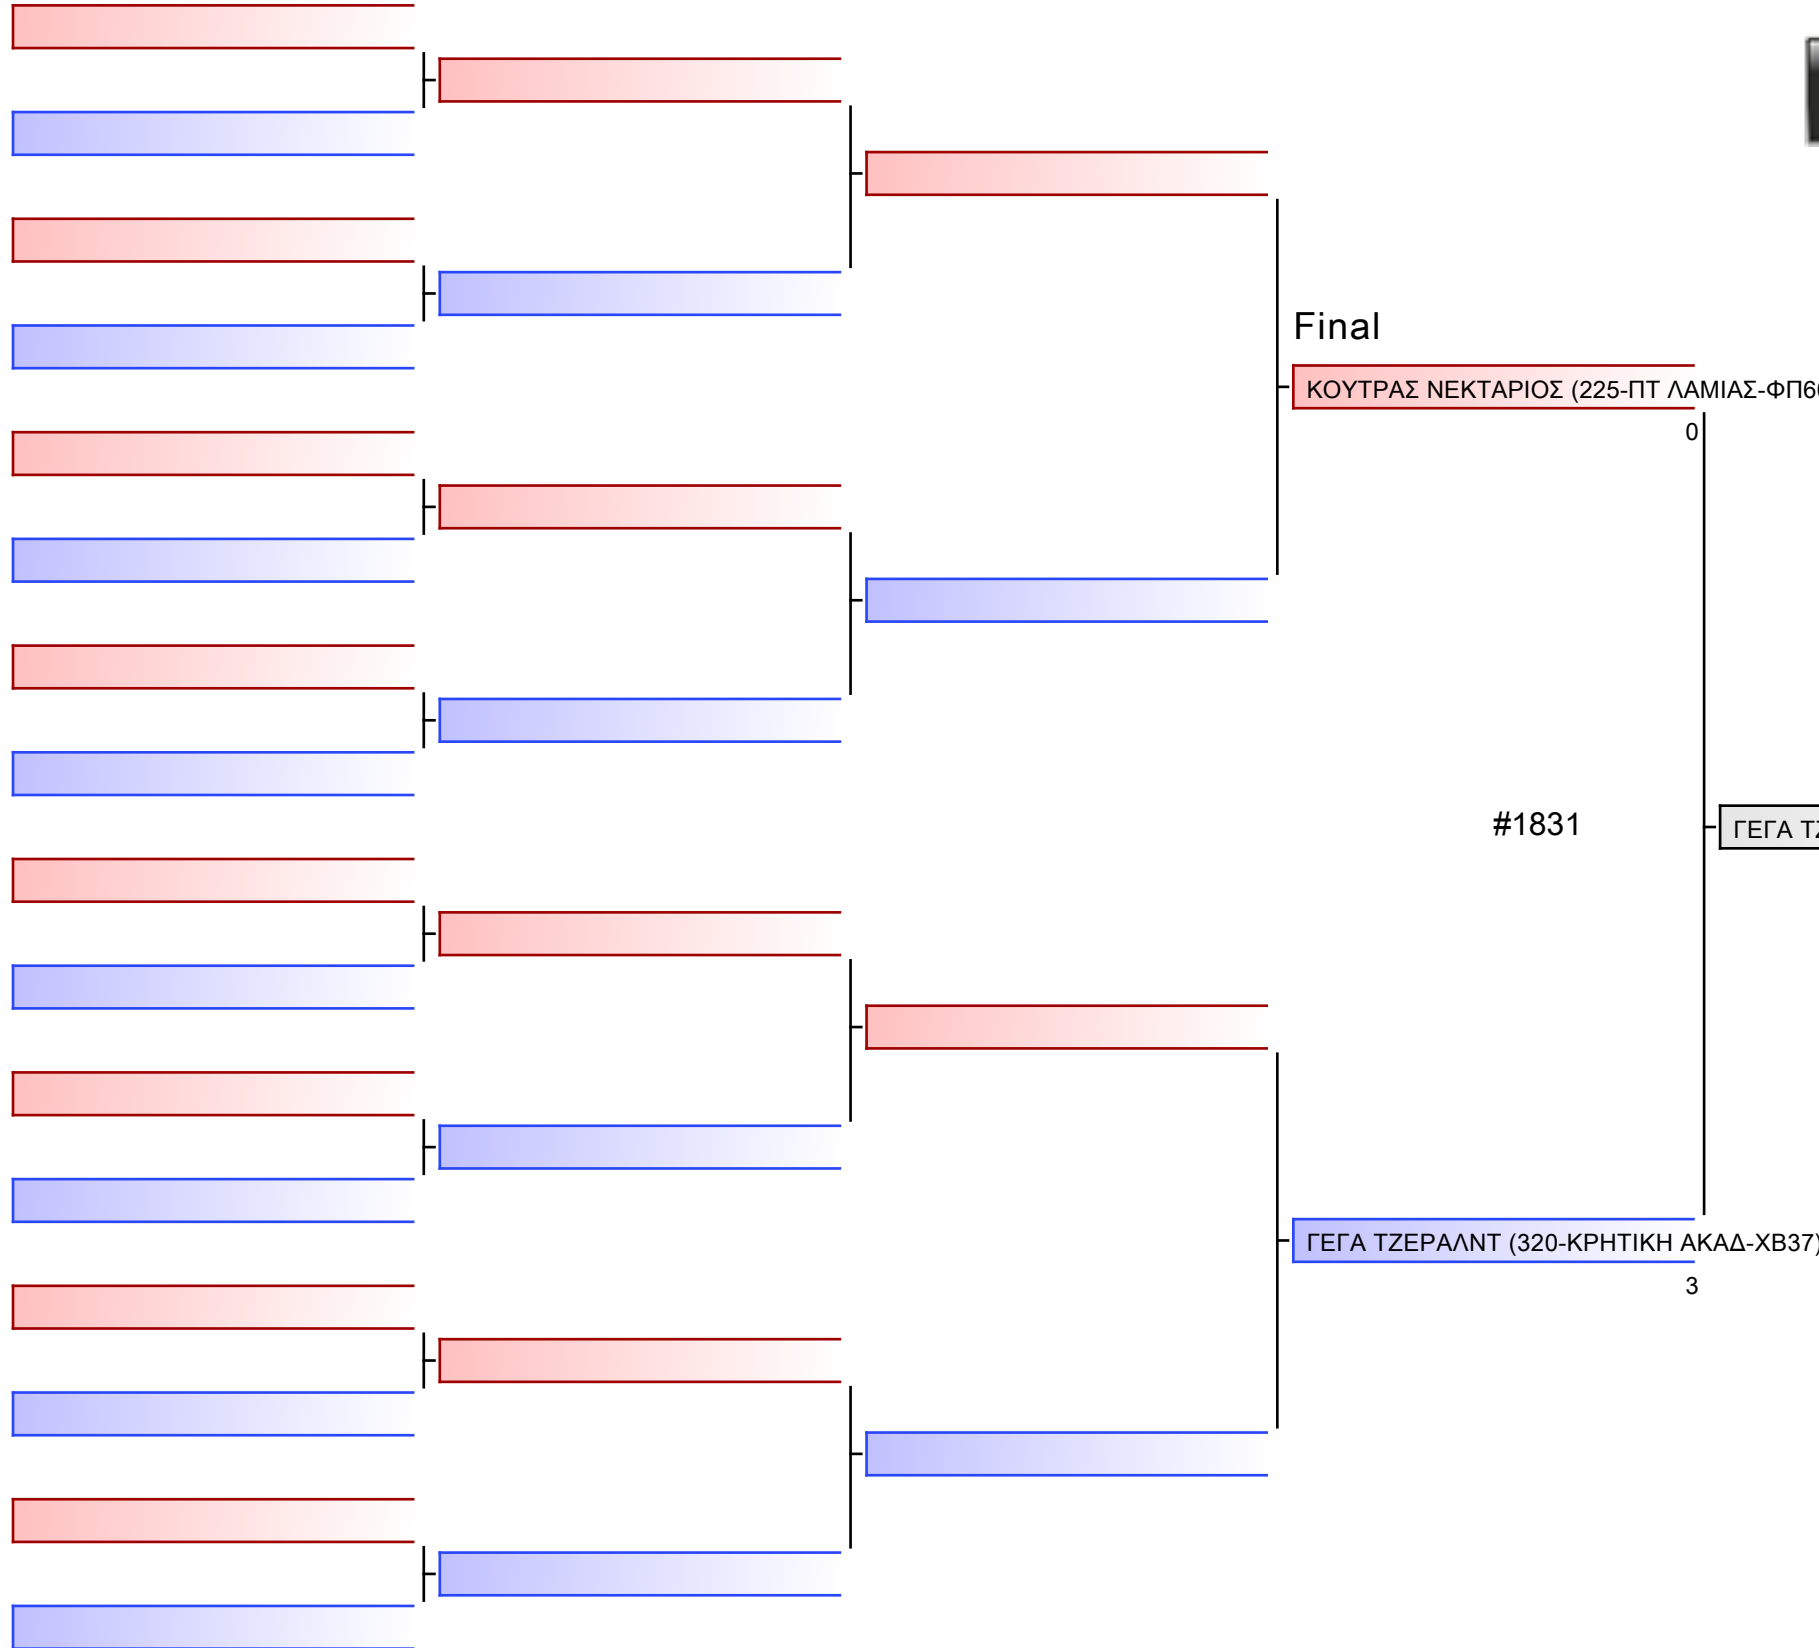 Final
ΚΟΥΤΡΑΣ ΝΕΚΤΑΡΙΟΣ (225-ΠΤ ΛΑΜΙΑΣ-ΦΠ6
0
#1831
ΓΕΓΑ
ΓΕΓΑ ΤΖΕΡΑΛΝΤ (320-ΚΡΗΤΙΚΗ ΑΚΑΔ-ΧΒ37)
3